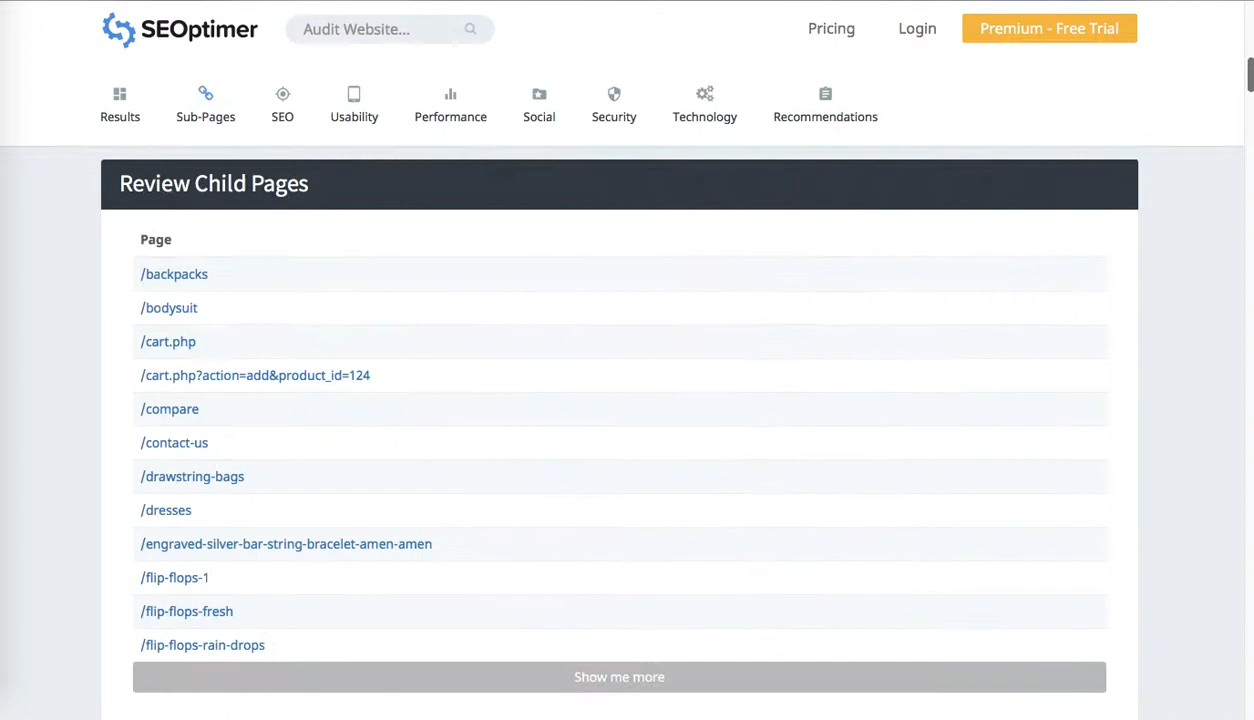 SEOptimer
Audit Website...
Pricing
Login
Premium - Free Trial
Results
Sub-Pages
SEO
Usability
Performance
Social
Security
Technology
Recommendations
Review Child Pages
Page
/backpacks
/bodysuit
/cart.php
/cart.php?action=add&product_id=124
/compare
/contact-us
/drawstring-bags
/dresses
/engraved-silver-bar-string-bracelet-amen-amen
/flip-flops-1
/flip-flops-fresh
/flip-flops-rain-drops
Show me more